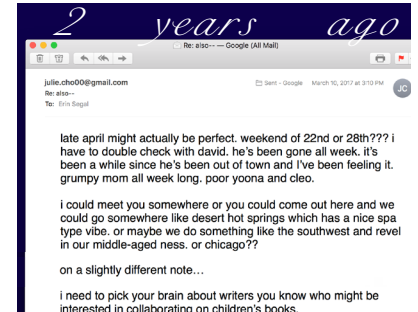 2 years ago
Re: also-- — Google (All Mail)
julie.cho00@gmail.com
Sent - Google March 10, 2017 at 3:10 PM
JC
Re: also--
To: Erin Segal
late april might actually be perfect. weekend of 22nd or 28th??? i
have to double check with david. he's been gone all week. it's
been a while since he's been out of town and I've been feeling it.
grumpy mom all week long. poor yoona and cleo.
i could meet you somewhere or you could come out here and we
could go somewhere like desert hot springs which has a nice spa
type vibe. or maybe we do something like the southwest and revel
in our middle-aged ness. or chicago??
on a slightly different note…
i need to pick your brain about writers you know who might be
interested in collaborating on children's books.